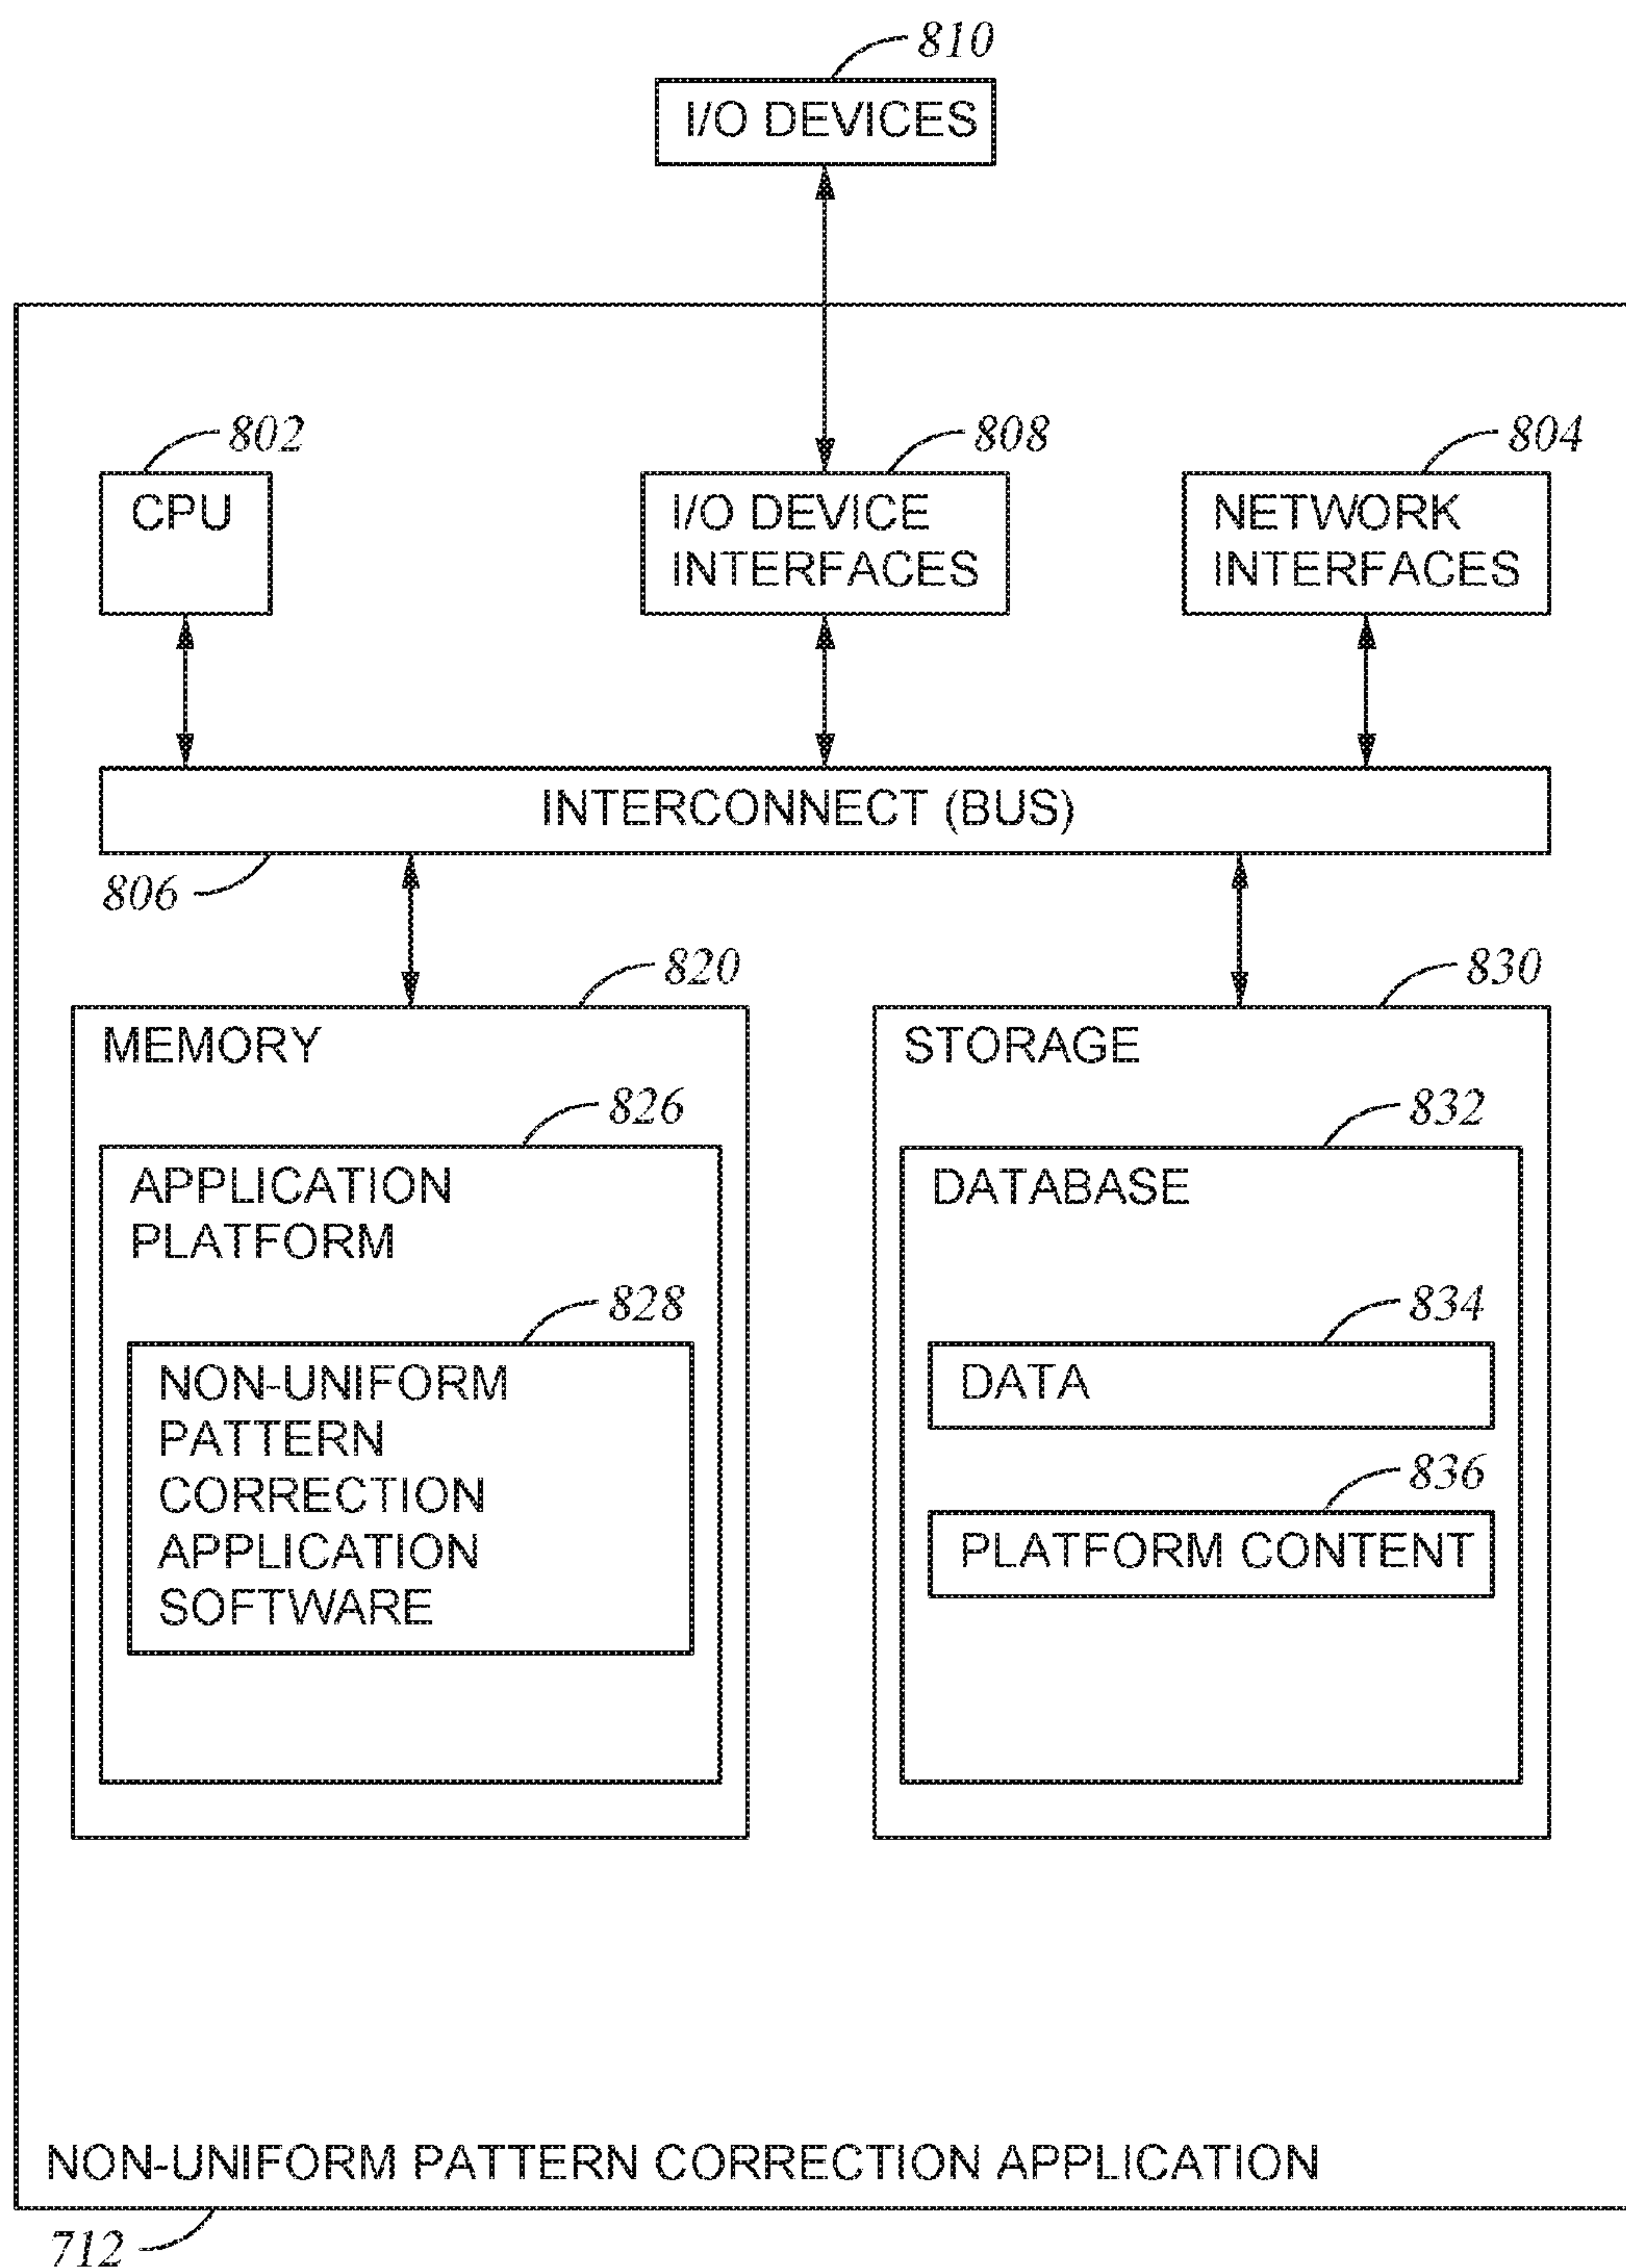 810
I/O DEVICES
802
808
804
CPU
I/O DEVICE
INTERFACES
NETWORK
INTERFACES
INTERCONNECT (BUS)
806
820
830
MEMORY
STORAGE
826
832
APPLICATION
PLATFORM
DATABASE
828
834
NON-UNIFORM
PATTERN
CORRECTION
APPLICATION
SOFTWARE
DATA
836
PLATFORM CONTENT
NON-UNIFORM PATTERN CORRECTION APPLICATION
712